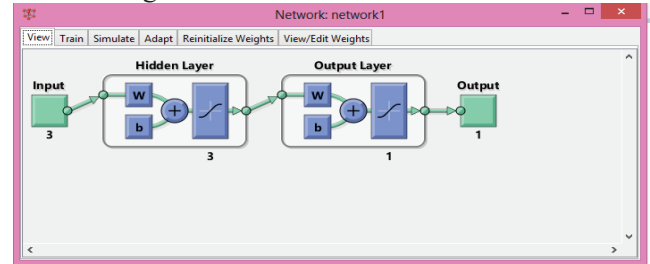 Network: network1
View Train Simulate Adapt Reinitialize Weights View/Edit Weights
Hidden Layer Output Layer
Input Output
W W
b b
3 1
3 1